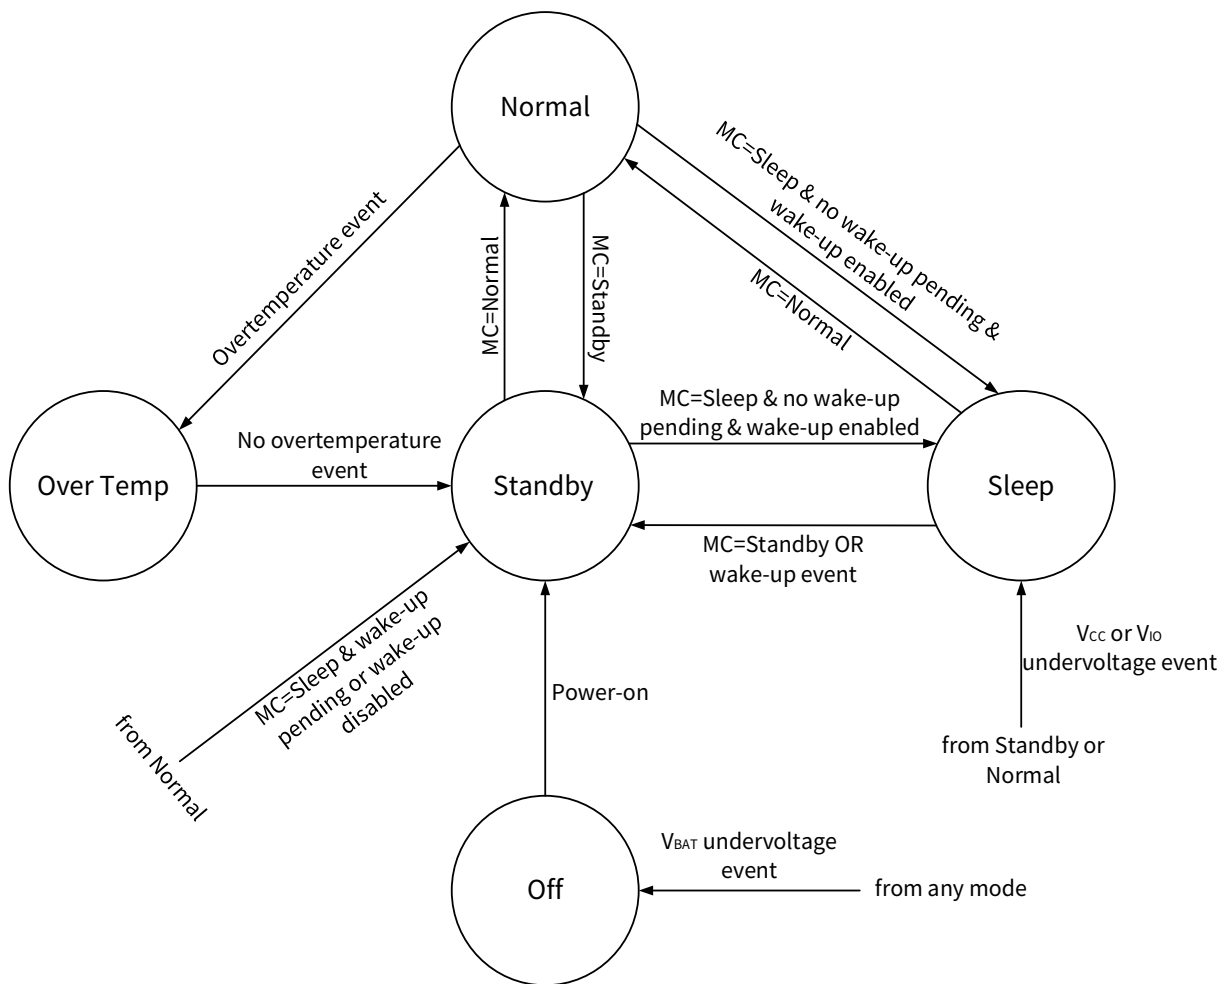 Normal
MC=Sleep & no wake-up pending &
wake-up enabled
MC=Normal
Overtemperature event
MC=Normal
MC=Standby
MC=Sleep & no wake-up
pending & wake-up enabled
No overtemperature
event
Over Temp
Standby
Sleep
MC=Standby OR
wake-up event
MC=Sleep & wake-up
pending or wake-up
disabled
from Normal
Power-on
VCC or VIO
undervoltage event
from Standby or
Normal
VBAT undervoltage
event
Off
from any mode